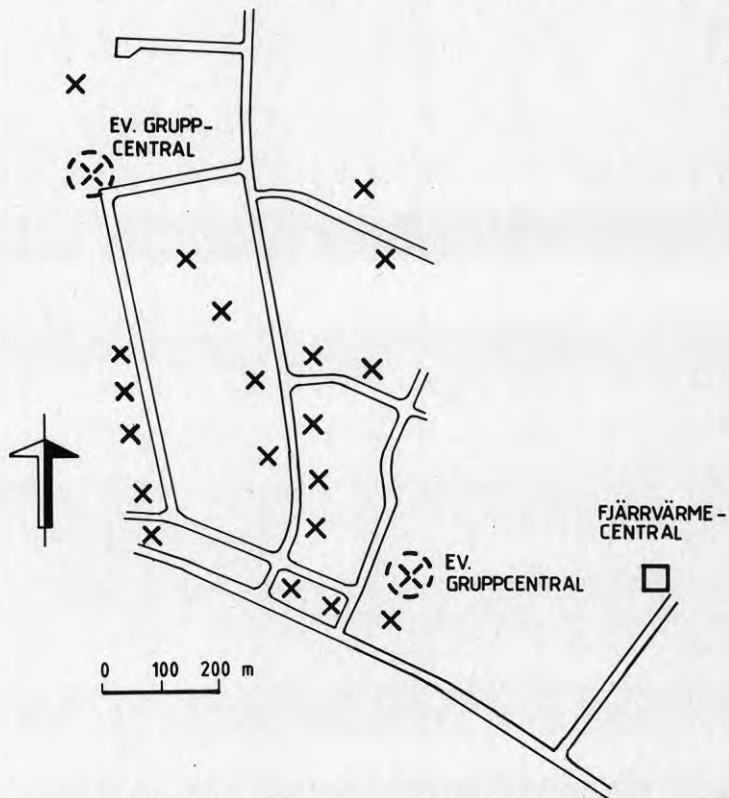 EV. GRUPP-
CENTRAL
FJÄRRVÄRME-
CENTRAL
EV.
GRUPPCENTRAL
0 100 200 m